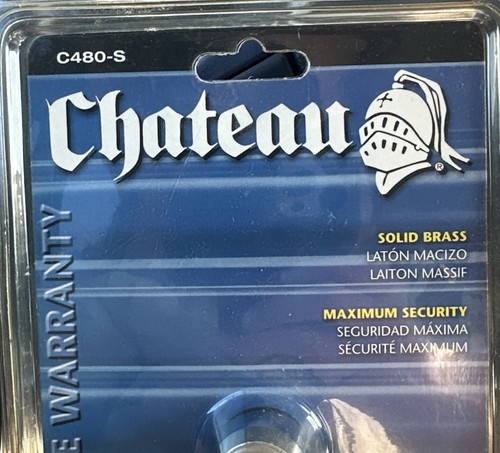 C480-S
Chateau
®
SOLID BRASS
LATÓN MACIZO
LAITON MASSIF
MAXIMUM SECURITY
SEGURIDAD MÁXIMA
SÉCURITÉ MAXIMUM
WARRANTY